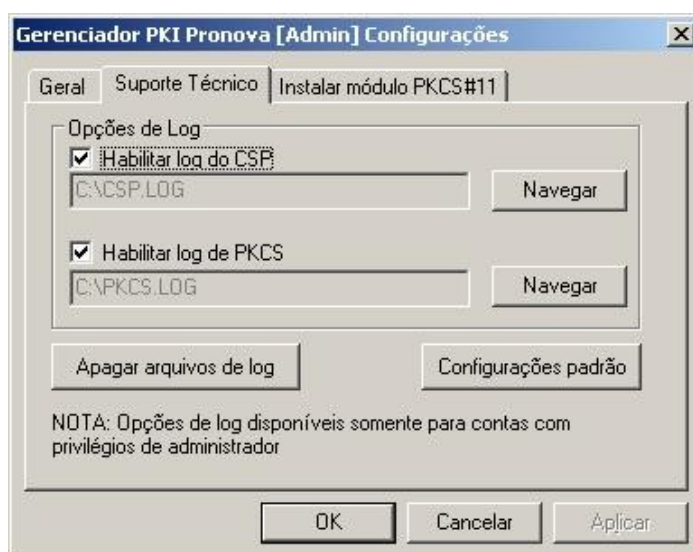 Gerenciador PKI Pronova [Admin] Configurações
Geral
Suporte Técnico
Instalar módulo PKCS#11
Opções de Log
Habilitar log do CSP
C:\CSP.LOG
Navegar
Habilitar log de PKCS
C:\PKCS.LOG
Navegar
Apagar arquivos de log
Configurações padrão
NOTA: Opções de log disponíveis somente para contas com
privilégios de administrador
OK
Cancelar
Aplicar